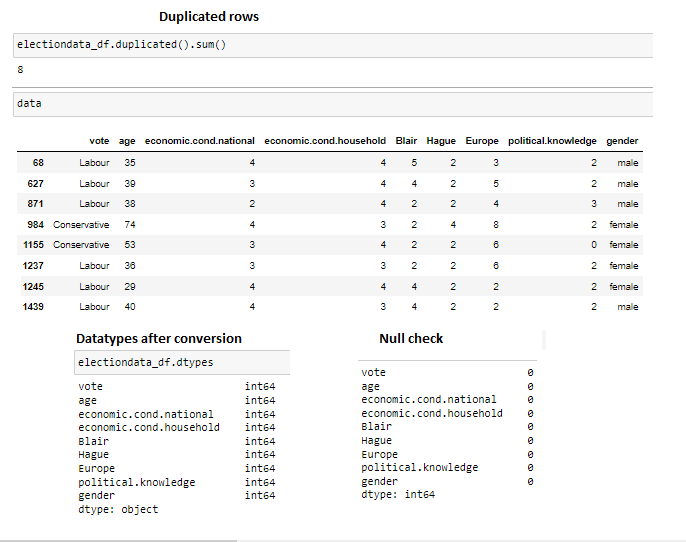 Duplicated rows
electiondata_df.duplicated().sum()
8
data
vote age economic.cond.national economic.cond.household Blair Hague Europe political.knowledge gender
68 Labour 35 4 4 5 2 3 2 male
627 Labour 39 3 4 4 2 5 2 male
871 Labour 38 2 4 2 2 4 3 male
984 Conservative 74 4 3 2 4 8 2 female
1155 Conservative 53 3 4 2 2 6 0 female
1237 Labour 36 3 3 2 2 6 2 female
1245 Labour 29 4 4 4 2 2 2 female
1439 Labour 40 4 3 4 2 2 2 male
Datatypes after conversion
electiondata_df.dtypes
vote int64
age int64
economic.cond.national int64
economic.cond.household int64
Blair int64
Hague int64
Europe int64
political.knowledge int64
gender int64
dtype: object
Null check
vote 0
age 0
economic.cond.national 0
economic.cond.household 0
Blair 0
Hague 0
Europe 0
political.knowledge 0
gender 0
dtype: int64